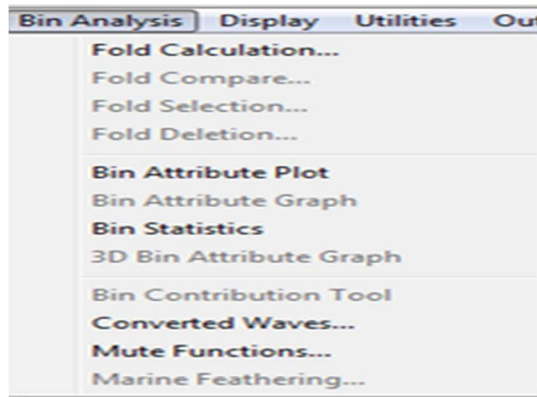 Bin Analysis Display Utilities Out
Fold Calculation...
Fold Compare...
Fold Selection...
Fold Deletion...
Bin Attribute Plot
Bin Attribute Graph
Bin Statistics
3D Bin Attribute Graph
Bin Contribution Tool
Converted Waves...
Mute Functions...
Marine Feathering...